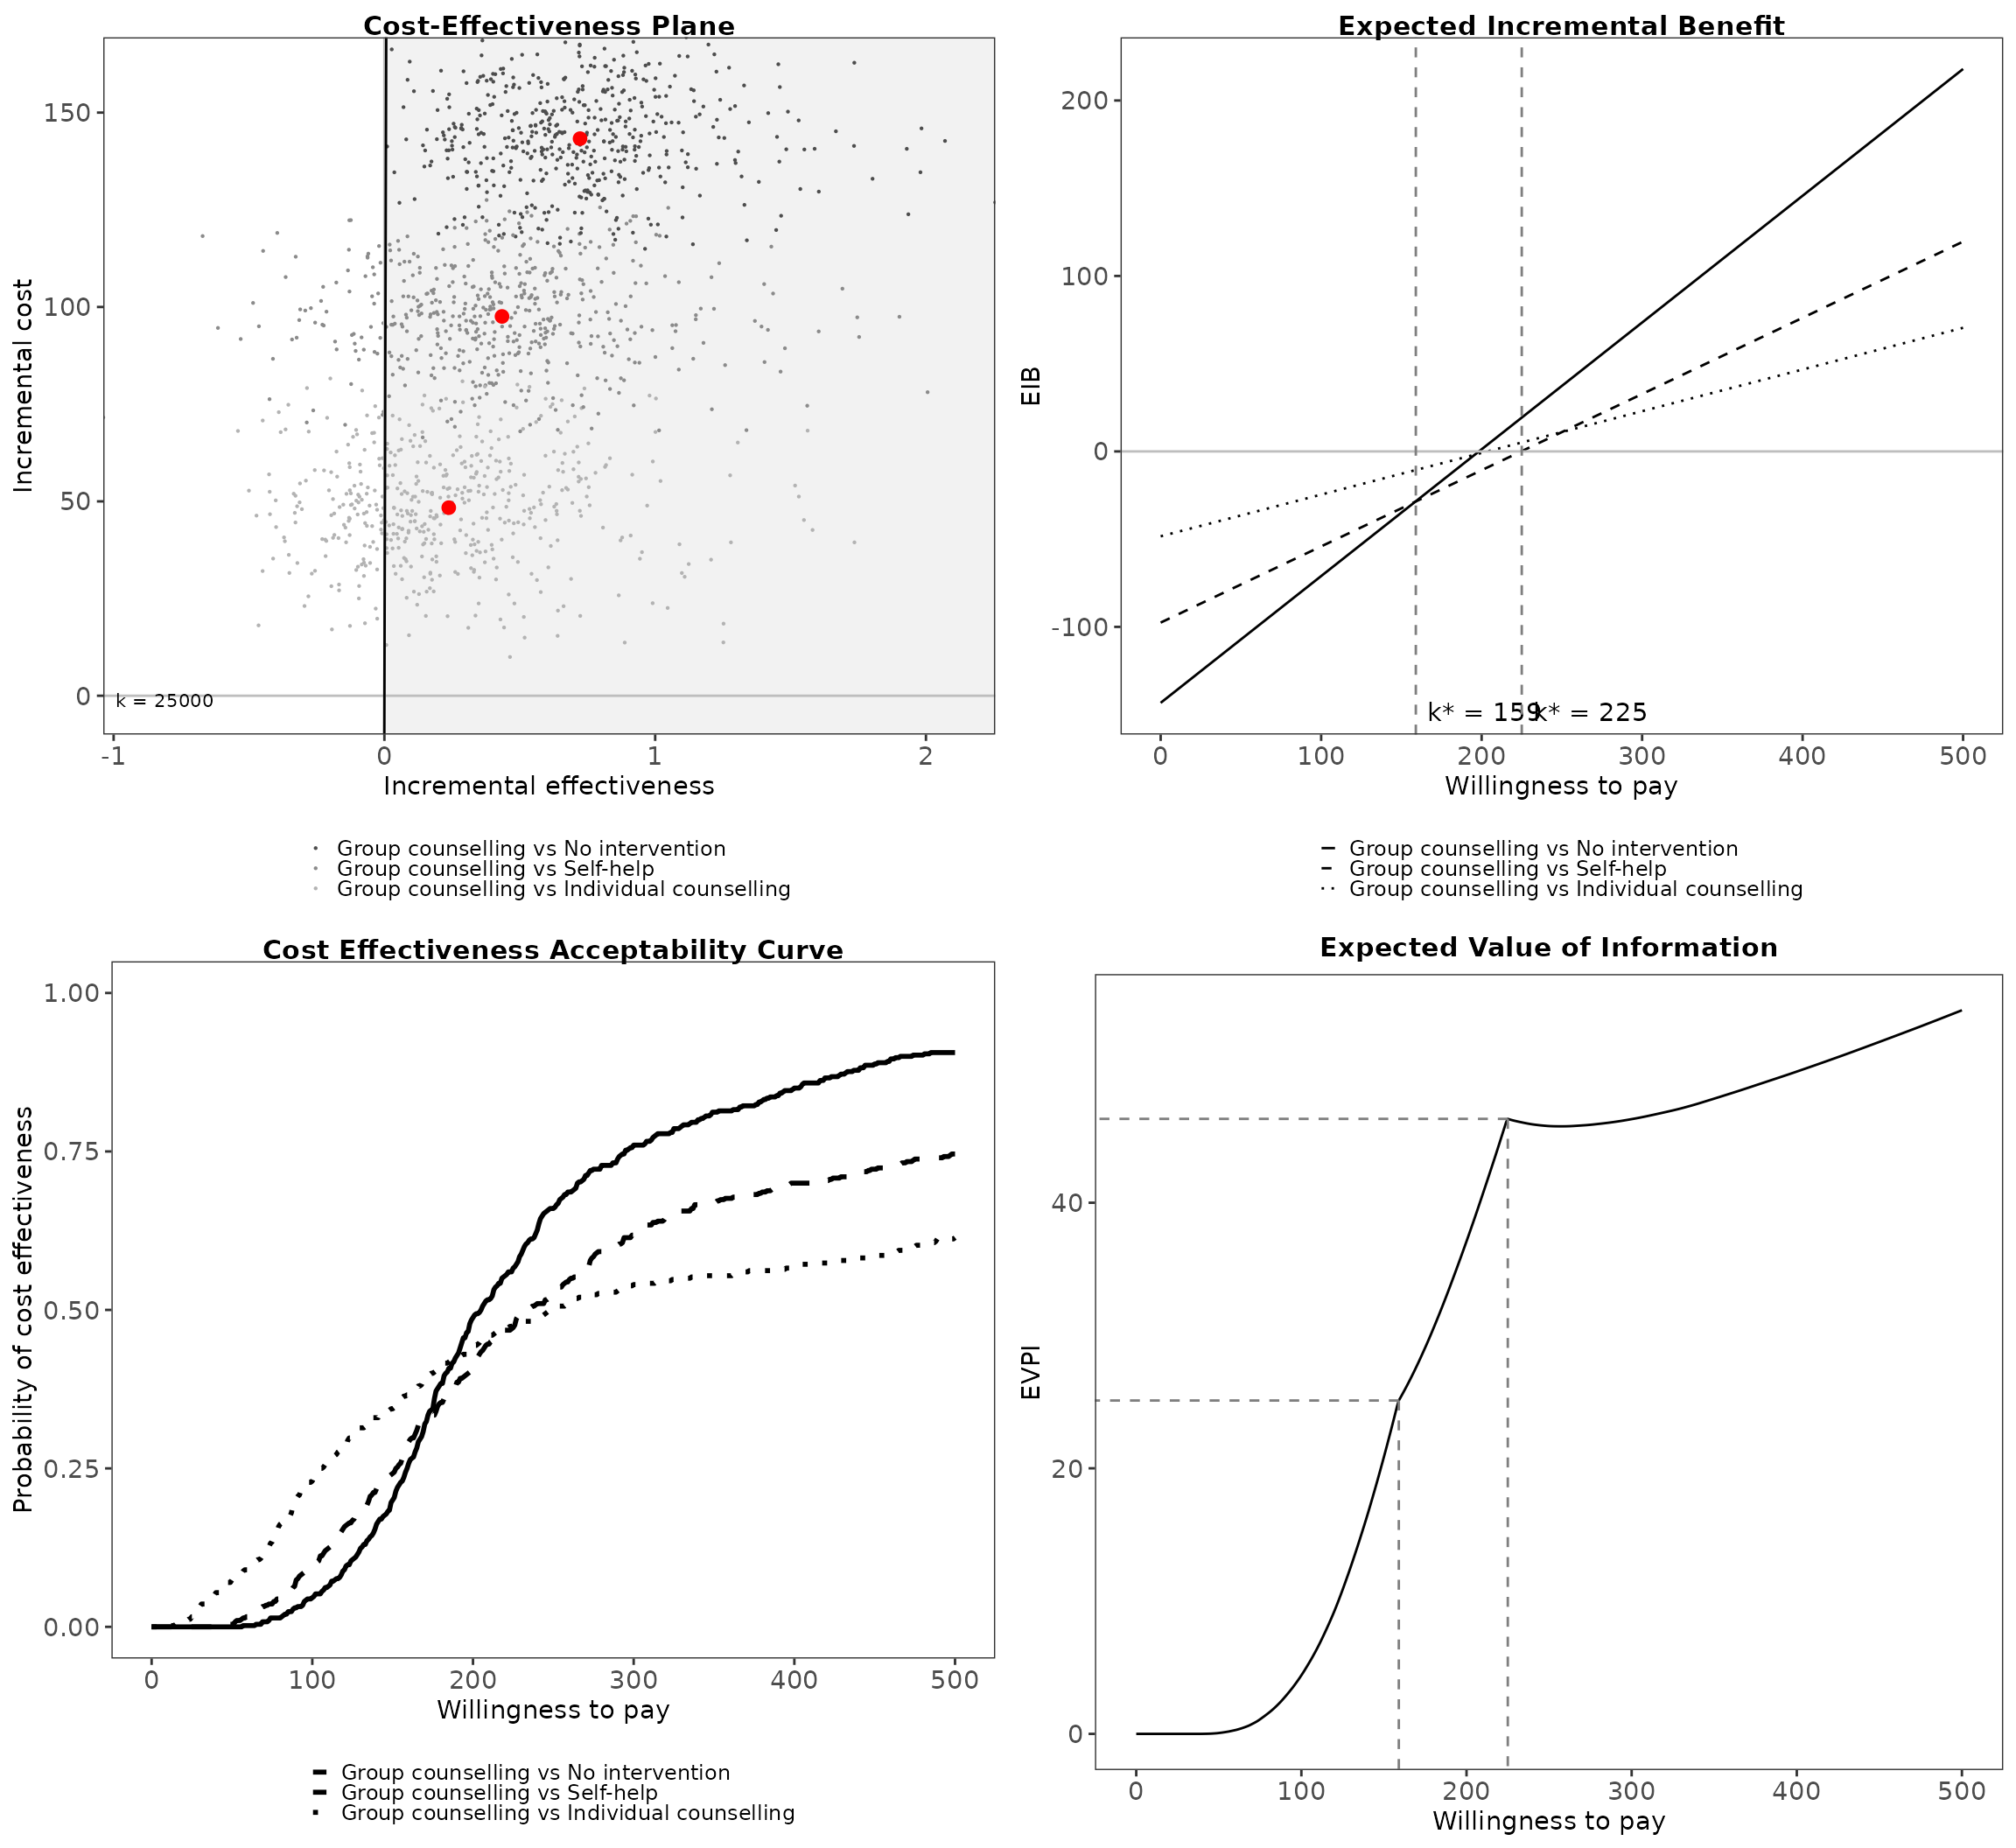 Cost-Effectiveness Plane
150
100
50
0
Incremental cost
k = 25000
-1 0 1 2
Incremental effectiveness
Group counselling vs No intervention
Group counselling vs Self-help
Group counselling vs Individual counselling
Expected Incremental Benefit
200
100
0
-100
EIB
k* = 159 k* = 225
0 100 200 300 400 500
Willingness to pay
Group counselling vs No intervention
Group counselling vs Self-help
Group counselling vs Individual counselling
Cost Effectiveness Acceptability Curve
1.00
0.75
0.50
0.25
0.00
Probability of cost effectiveness
0 100 200 300 400 500
Willingness to pay
Group counselling vs No intervention
Group counselling vs Self-help
Group counselling vs Individual counselling
Expected Value of Information
40
20
0
EVPI
0 100 200 300 400 500
Willingness to pay